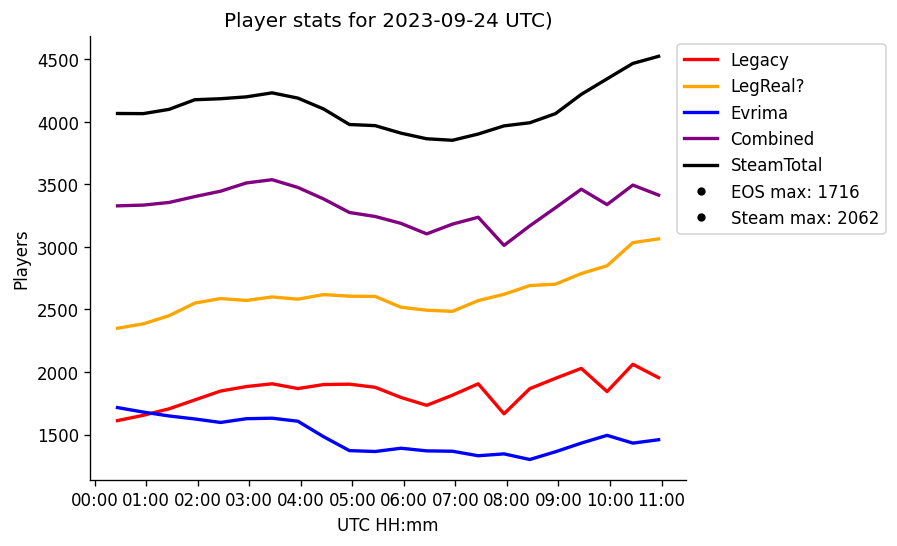 Player stats for 2023-09-24 UTC)
4500
4000
3500
3000
2500
2000
1500
Players
00:00 01:00 02:00 03:00 04:00 05:00 06:00 07:00 08:00 09:00 10:00 11:00
UTC HH:mm
Legacy
LegReal?
Evrima
Combined
SteamTotal
EOS max: 1716
Steam max: 2062